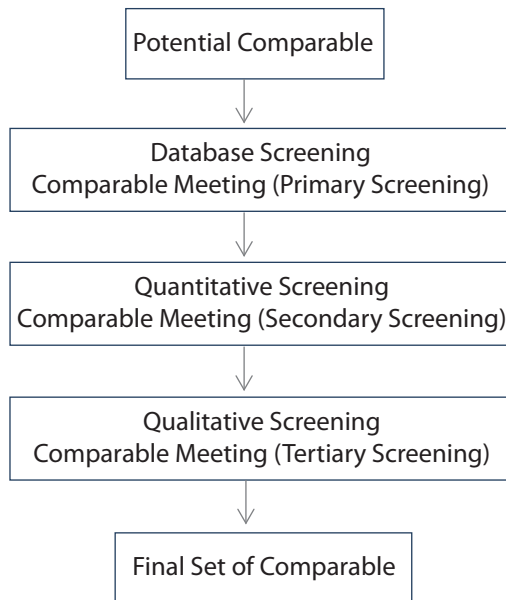 Potential Comparable
Database Screening
Comparable Meeting (Primary Screening)
Quantitative Screening
Comparable Meeting (Secondary Screening)
Qualitative Screening
Comparable Meeting (Tertiary Screening)
Final Set of Comparable